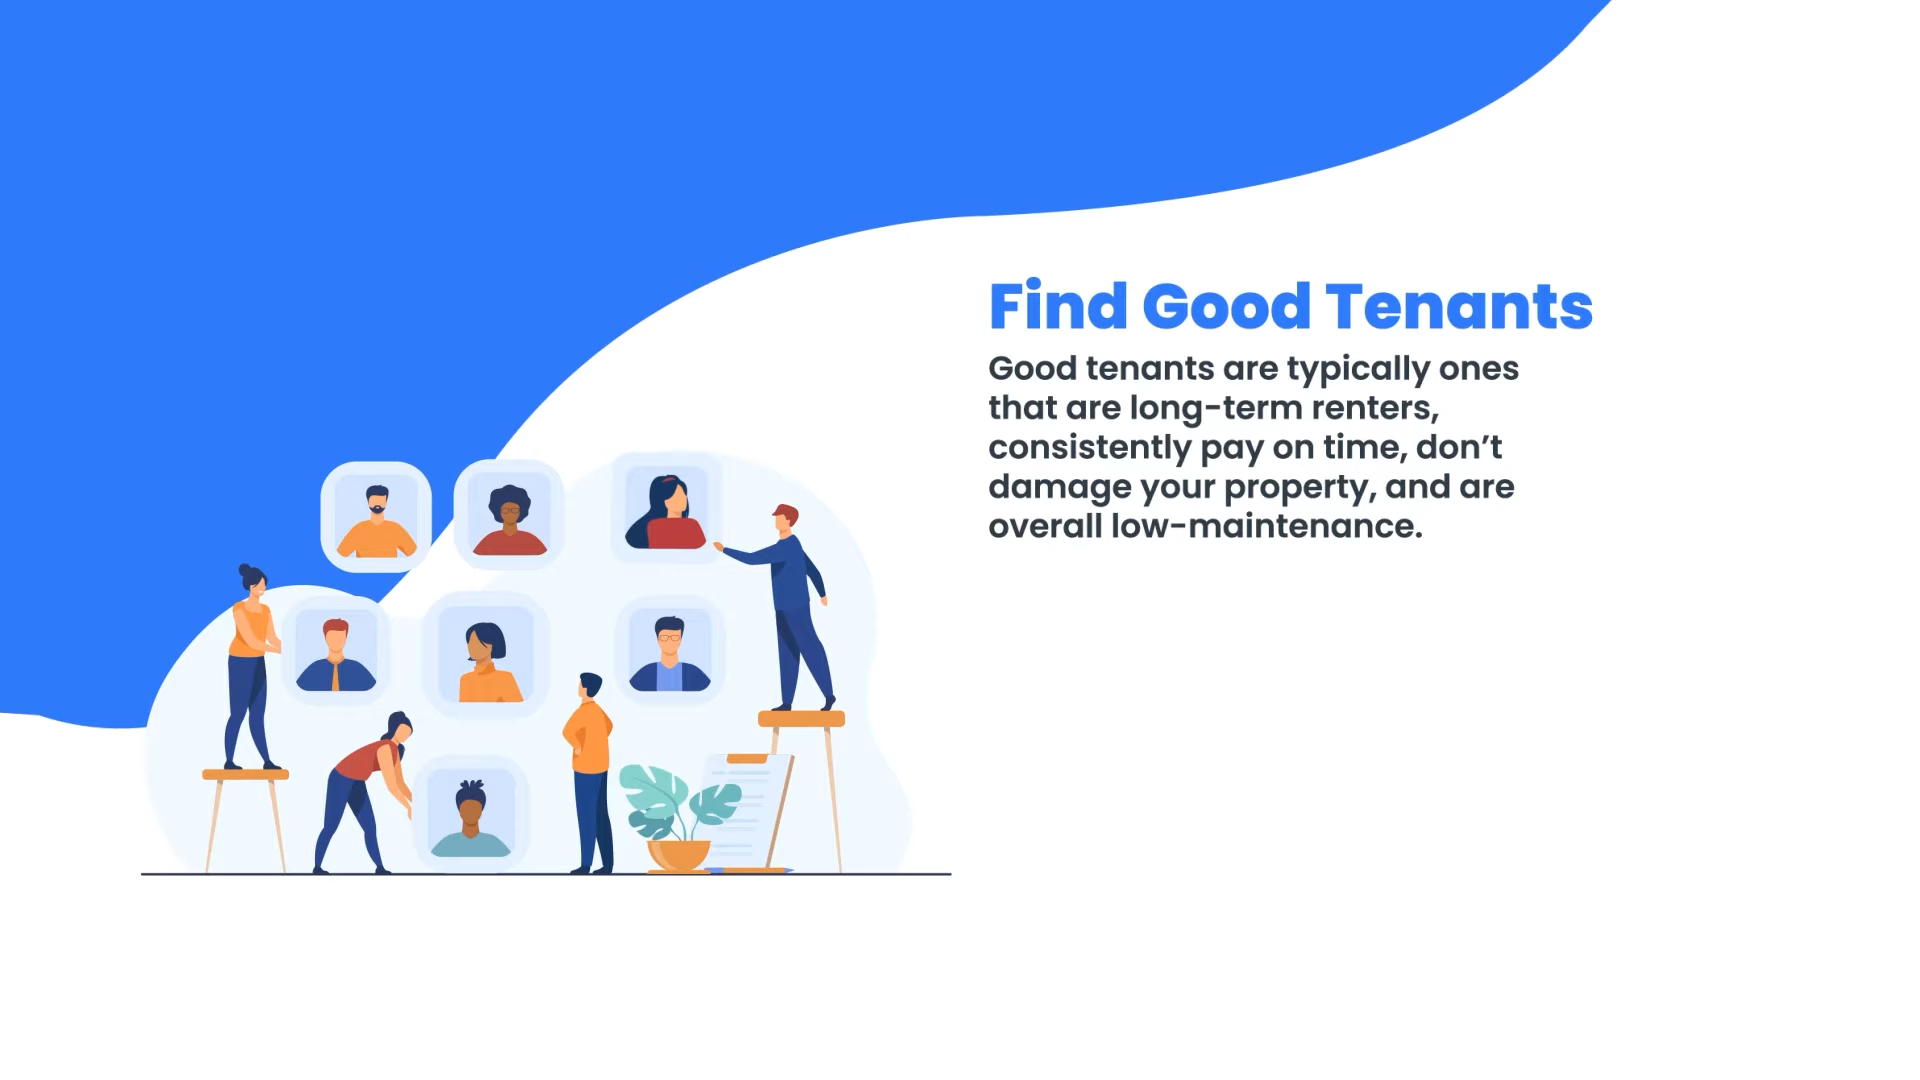 Find Good Tenants
Good tenants are typically ones
that are long-term renters,
consistently pay on time, don’t
damage your property, and are
overall low-maintenance.